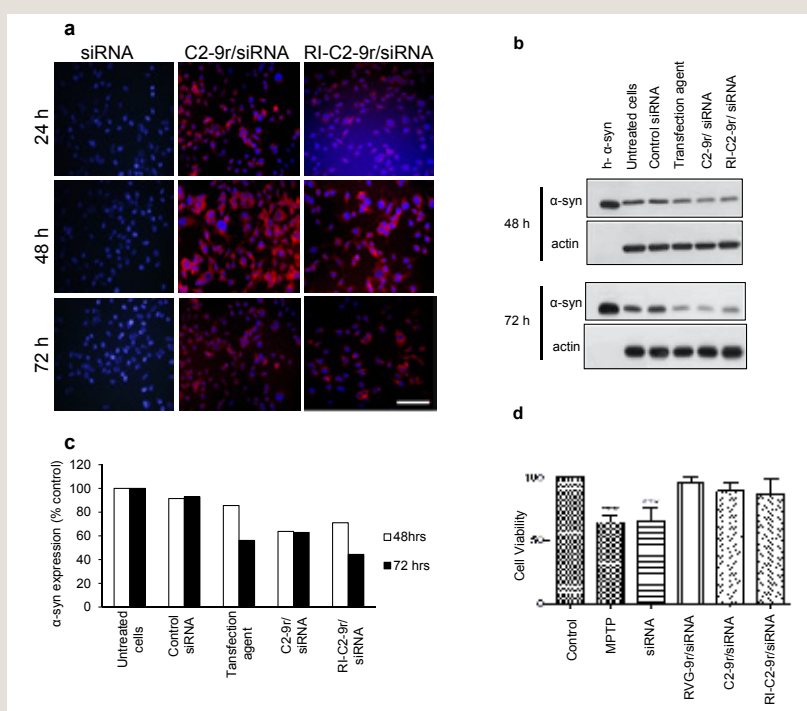 a
siRNA C2-9r/siRNA RI-C2-9r/siRNA
24 h
48 h
72 h
b
h- α-syn
Untreated cells
Control siRNA
Transfection agent
C2-9r/ siRNA
RI-C2-9r/ siRNA
48 h
α-syn
actin
72 h
α-syn
actin
c
α-syn expression (% control)
120
100
80
60
40
20
0
Untreated cells
Control siRNA
Tansfection agent
C2-9r/ siRNA
RI-C2-9r/ siRNA
48hrs
72 hrs
d
Cell Viability
100
50
0
Control
MPTP
siRNA
RVG-9r/siRNA
C2-9r/siRNA
RI-C2-9r/siRNA